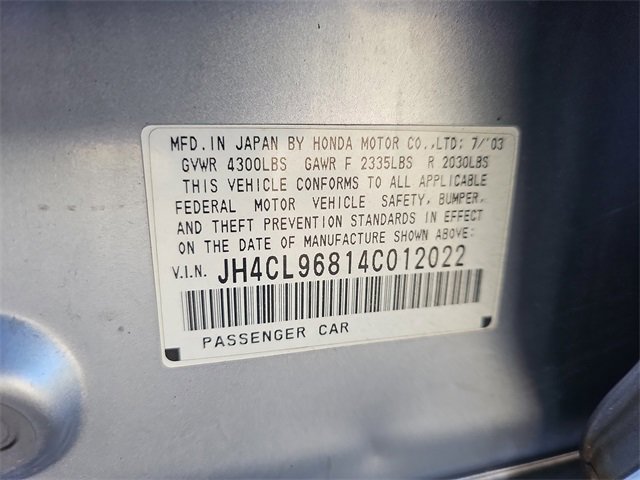 MFD.IN JAPAN BY HONDA MOTOR CO.,LTD: 7/'03
GVWR 4300LBS GAWR F 2335LBS R 2030LBS
THIS VEHICLE CONFORMS TO ALL APPLICABLE
FEDERAL MOTOR VEHICLE SAFETY, BUMPER,
AND THEFT PREVENTION STANDARDS IN EFFECT
ON THE DATE OF MANUFACTURE SHOWN ABOVE.
V.I.N. JH4CL96814C012022
PASSENGER CAR